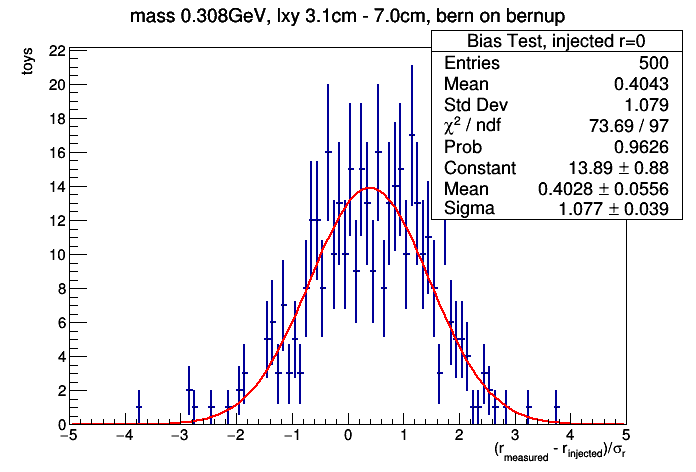 mass 0.308GeV, lxy 3.1cm - 7.0cm, bern on bernup
Bias Test, injected r=0
Entries 500
Mean 0.4043
Std Dev 1.079
χ² / ndf 73.69 / 97
Prob 0.9626
Constant 13.89 ± 0.88
Mean 0.4028 ± 0.0556
Sigma 1.077 ± 0.039
toys
22
20
18
16
14
12
10
8
6
4
2
0
−5 −4 −3 −2 −1 0 1 2 3 4 5
(r_measured - r_injected)/σ_r